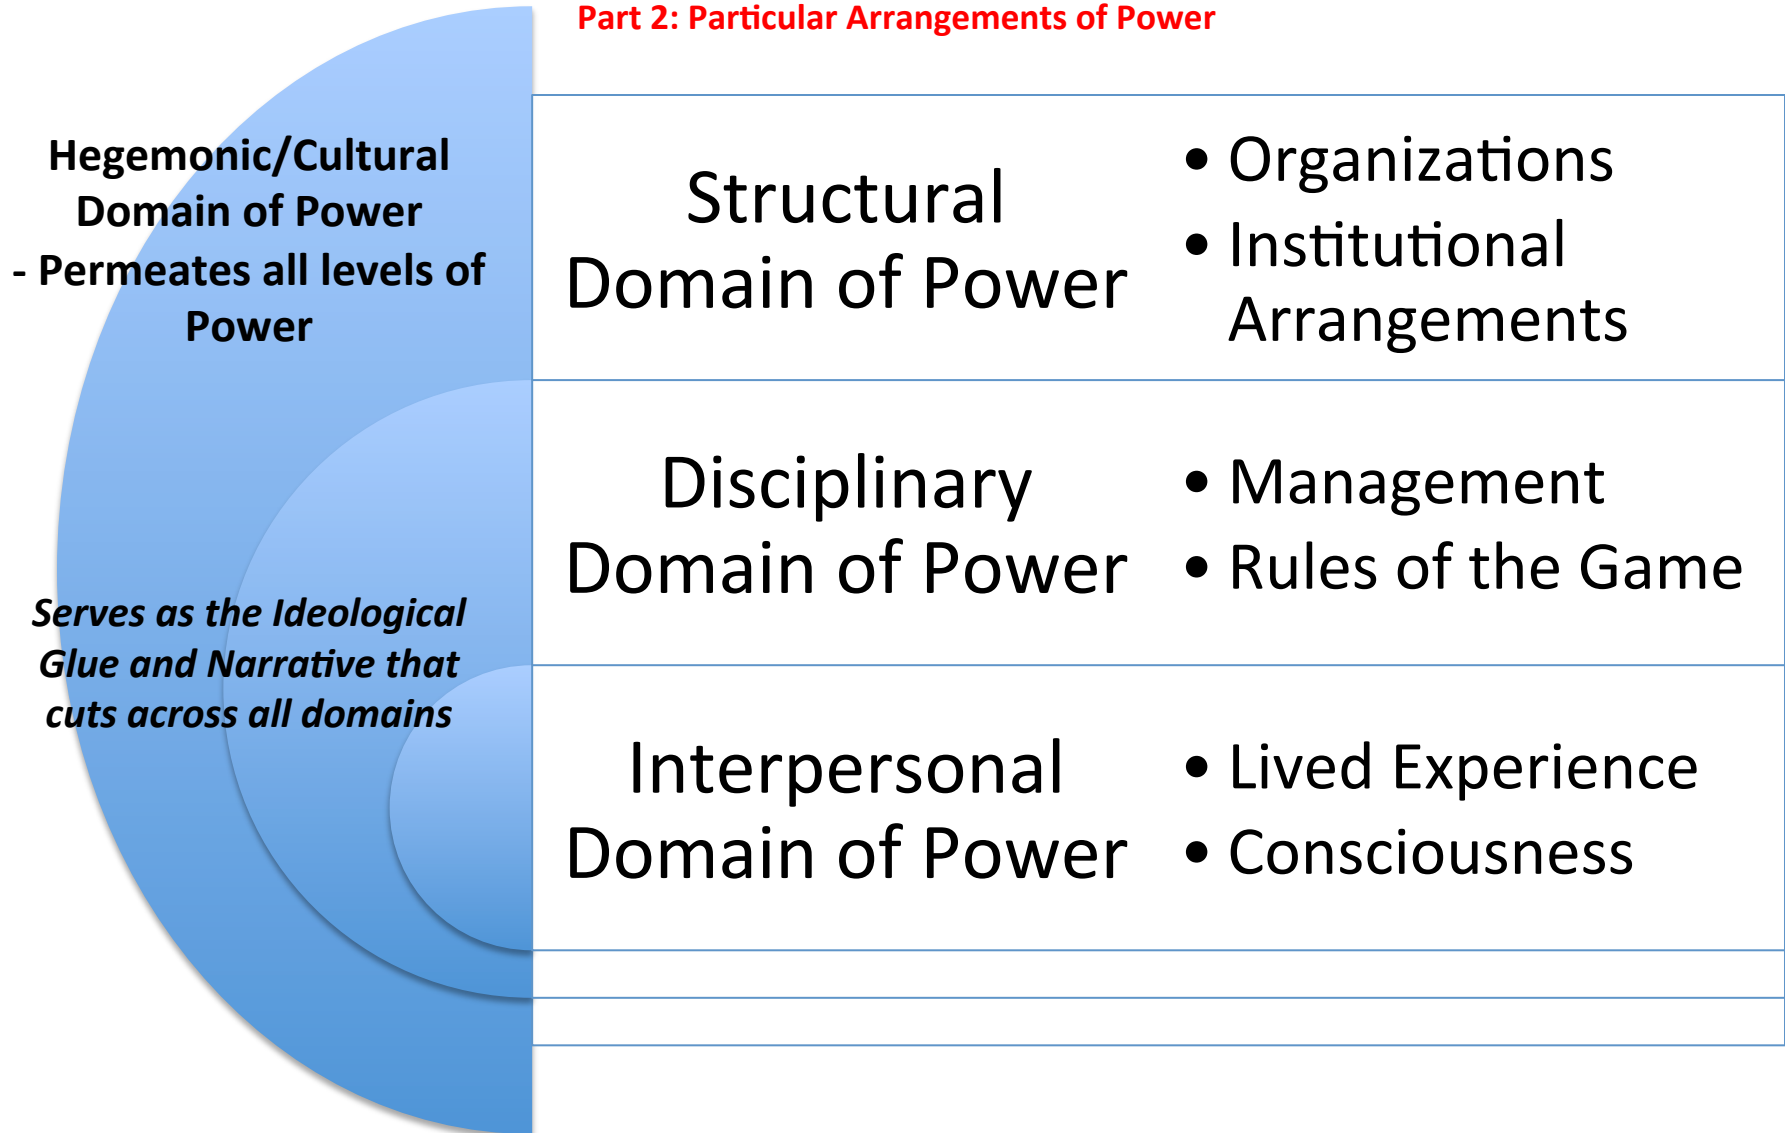 Part 2: Particular Arrangements of Power
Hegemonic/Cultural
Domain of Power
- Permeates all levels of
Power
Serves as the Ideological
Glue and Narrative that
cuts across all domains
Structural
Domain of Power
• Organizations
• Institutional
Arrangements
Disciplinary
Domain of Power
• Management
• Rules of the Game
Interpersonal
Domain of Power
• Lived Experience
• Consciousness